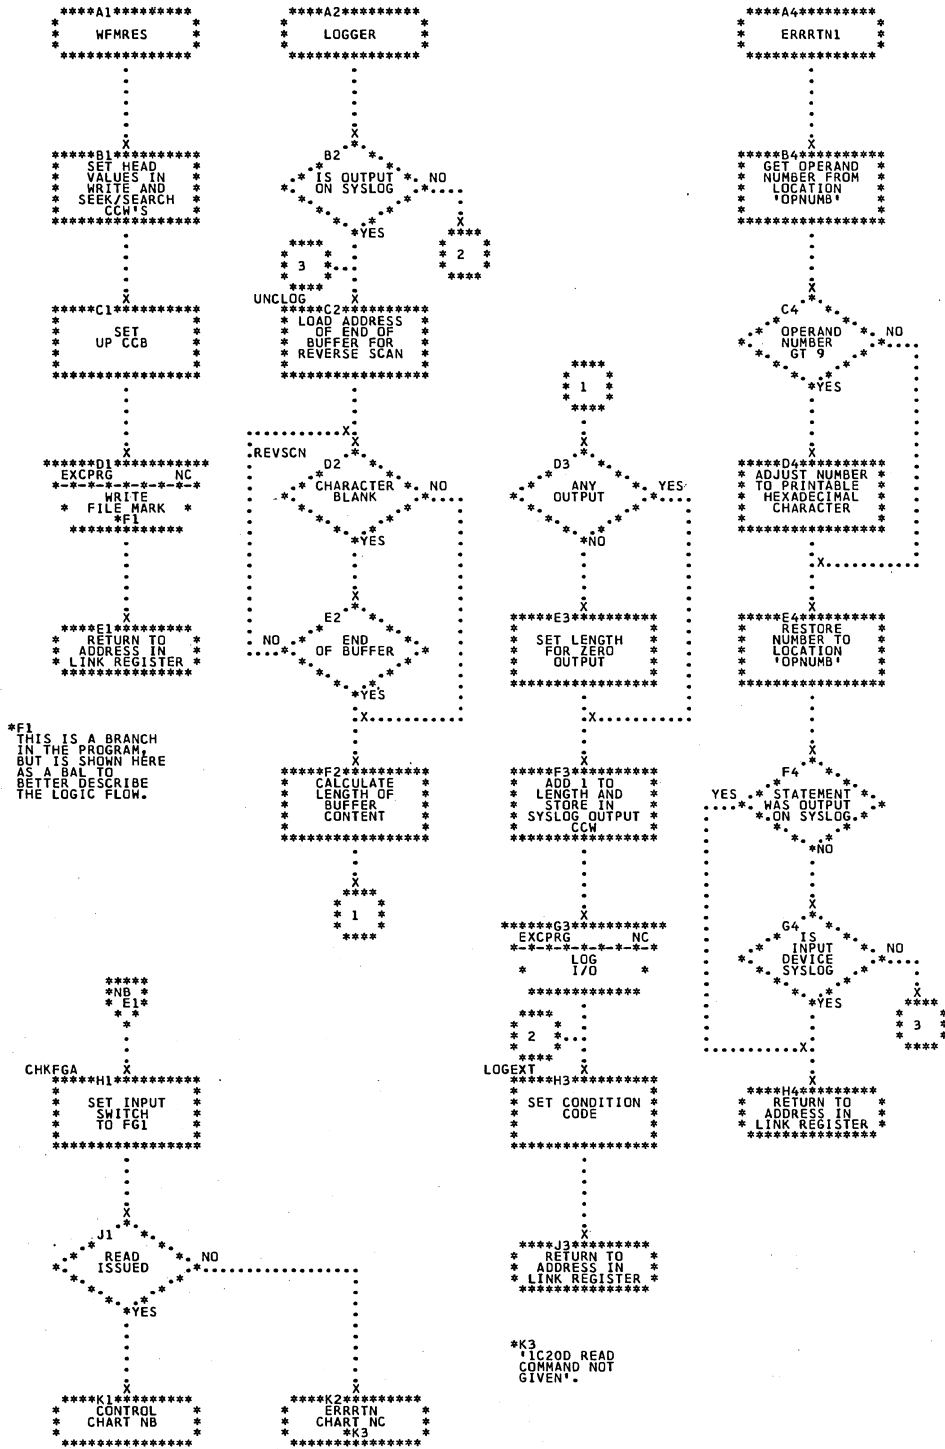 ****A1*********
WFMRES
****A2*********
LOGGER
****A4*********
ERRRTN1
*****B1**********
SET HEAD
VALUES IN
WRITE AND
SEEK/SEARCH
CCW'S
B2
IS OUTPUT
ON SYSLOG
NO
YES
2
3
*****B4**********
GET OPERAND
NUMBER FROM
LOCATION
'OPNUMB'
*****C1**********
SET
UP CCB
UNCLOG
*****C2**********
LOAD ADDRESS
OF END OF
BUFFER FOR
REVERSE SCAN
C4
OPERAND
NUMBER
GT 9
NO
YES
1
*****D1***********
EXCPRG NC
WRITE
FILE MARK
*F1
REVSCN
D2
CHARACTER
BLANK
NO
YES
D3
ANY
OUTPUT
YES
NO
*****D4**********
ADJUST NUMBER
TO PRINTABLE
HEXADECIMAL
CHARACTER
****E1*********
RETURN TO
ADDRESS IN
LINK REGISTER
E2
END
OF BUFFER
NO
YES
*****E3**********
SET LENGTH
FOR ZERO
OUTPUT
*****E4**********
RESTORE
NUMBER TO
LOCATION
'OPNUMB'
*F1
THIS IS A BRANCH
IN THE PROGRAM,
BUT IS SHOWN HERE
AS A BAL TO
BETTER DESCRIBE
THE LOGIC FLOW.
*****F2**********
CALCULATE
LENGTH OF
BUFFER
CONTENT
*****F3**********
ADD 1 TO
LENGTH AND
STORE IN
SYSLOG OUTPUT
CCW
F4
STATEMENT
WAS OUTPUT
ON SYSLOG
YES
NO
1
*****G3***********
EXCPRG NC
LOG
I/O
G4
IS
INPUT
DEVICE
SYSLOG
NO
YES
3
*NB *
* E1*
2
CHKFGA
*****H1**********
SET INPUT
SWITCH
TO FG1
LOGEXT
*****H3**********
SET CONDITION
CODE
****H4*********
RETURN TO
ADDRESS IN
LINK REGISTER
J1
READ
ISSUED
NO
YES
****J3*********
RETURN TO
ADDRESS IN
LINK REGISTER
*K3
'1C20D READ
COMMAND NOT
GIVEN'.
****K1*********
CONTROL
CHART NB
****K2*********
ERRRTN
CHART NC
*K3